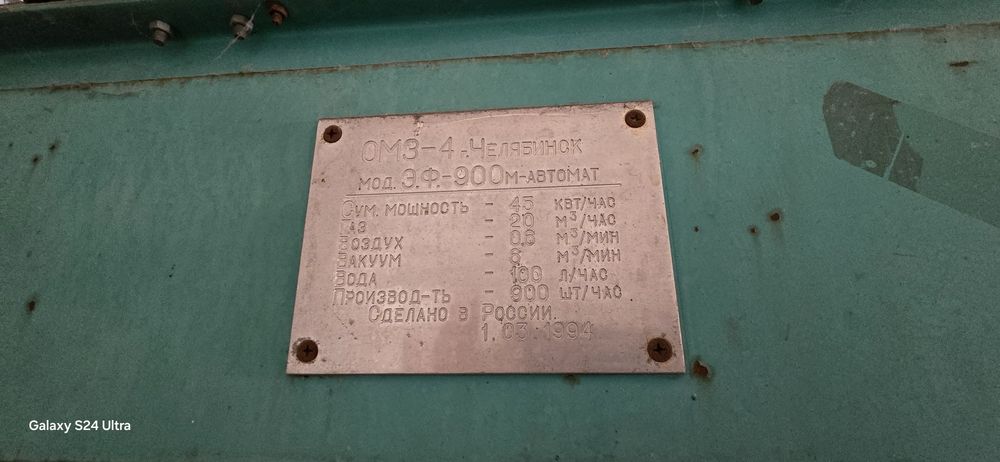 ОМЗ-4 г.Челябинск
мод. Э.Ф.-900м-автомат
Сум. мощность - 45 квт/час
Газ - 20 м³/час
Воздух - 0,6 м³/мин
Вакуум - 6 м³/мин
Вода - 100 л/час
Производ-ть - 900 шт/час
Сделано в России.
1.03.1994
Galaxy S24 Ultra